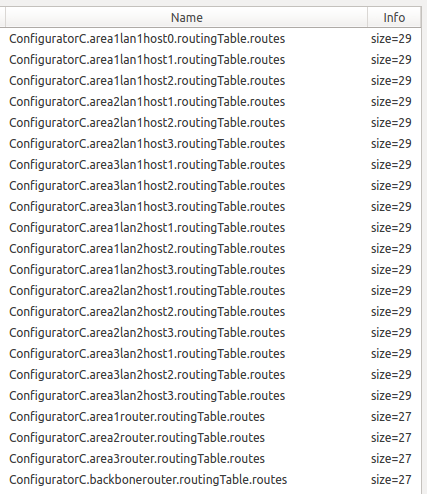 Name Info
ConfiguratorC.area1lan1host0.routingTable.routes size=29
ConfiguratorC.area1lan1host1.routingTable.routes size=29
ConfiguratorC.area1lan1host2.routingTable.routes size=29
ConfiguratorC.area2lan1host1.routingTable.routes size=29
ConfiguratorC.area2lan1host2.routingTable.routes size=29
ConfiguratorC.area2lan1host3.routingTable.routes size=29
ConfiguratorC.area3lan1host1.routingTable.routes size=29
ConfiguratorC.area3lan1host2.routingTable.routes size=29
ConfiguratorC.area3lan1host3.routingTable.routes size=29
ConfiguratorC.area1lan2host1.routingTable.routes size=29
ConfiguratorC.area1lan2host2.routingTable.routes size=29
ConfiguratorC.area1lan2host3.routingTable.routes size=29
ConfiguratorC.area2lan2host1.routingTable.routes size=29
ConfiguratorC.area2lan2host2.routingTable.routes size=29
ConfiguratorC.area2lan2host3.routingTable.routes size=29
ConfiguratorC.area3lan2host1.routingTable.routes size=29
ConfiguratorC.area3lan2host2.routingTable.routes size=29
ConfiguratorC.area3lan2host3.routingTable.routes size=29
ConfiguratorC.area1router.routingTable.routes size=27
ConfiguratorC.area2router.routingTable.routes size=27
ConfiguratorC.area3router.routingTable.routes size=27
ConfiguratorC.backbonerouter.routingTable.routes size=27